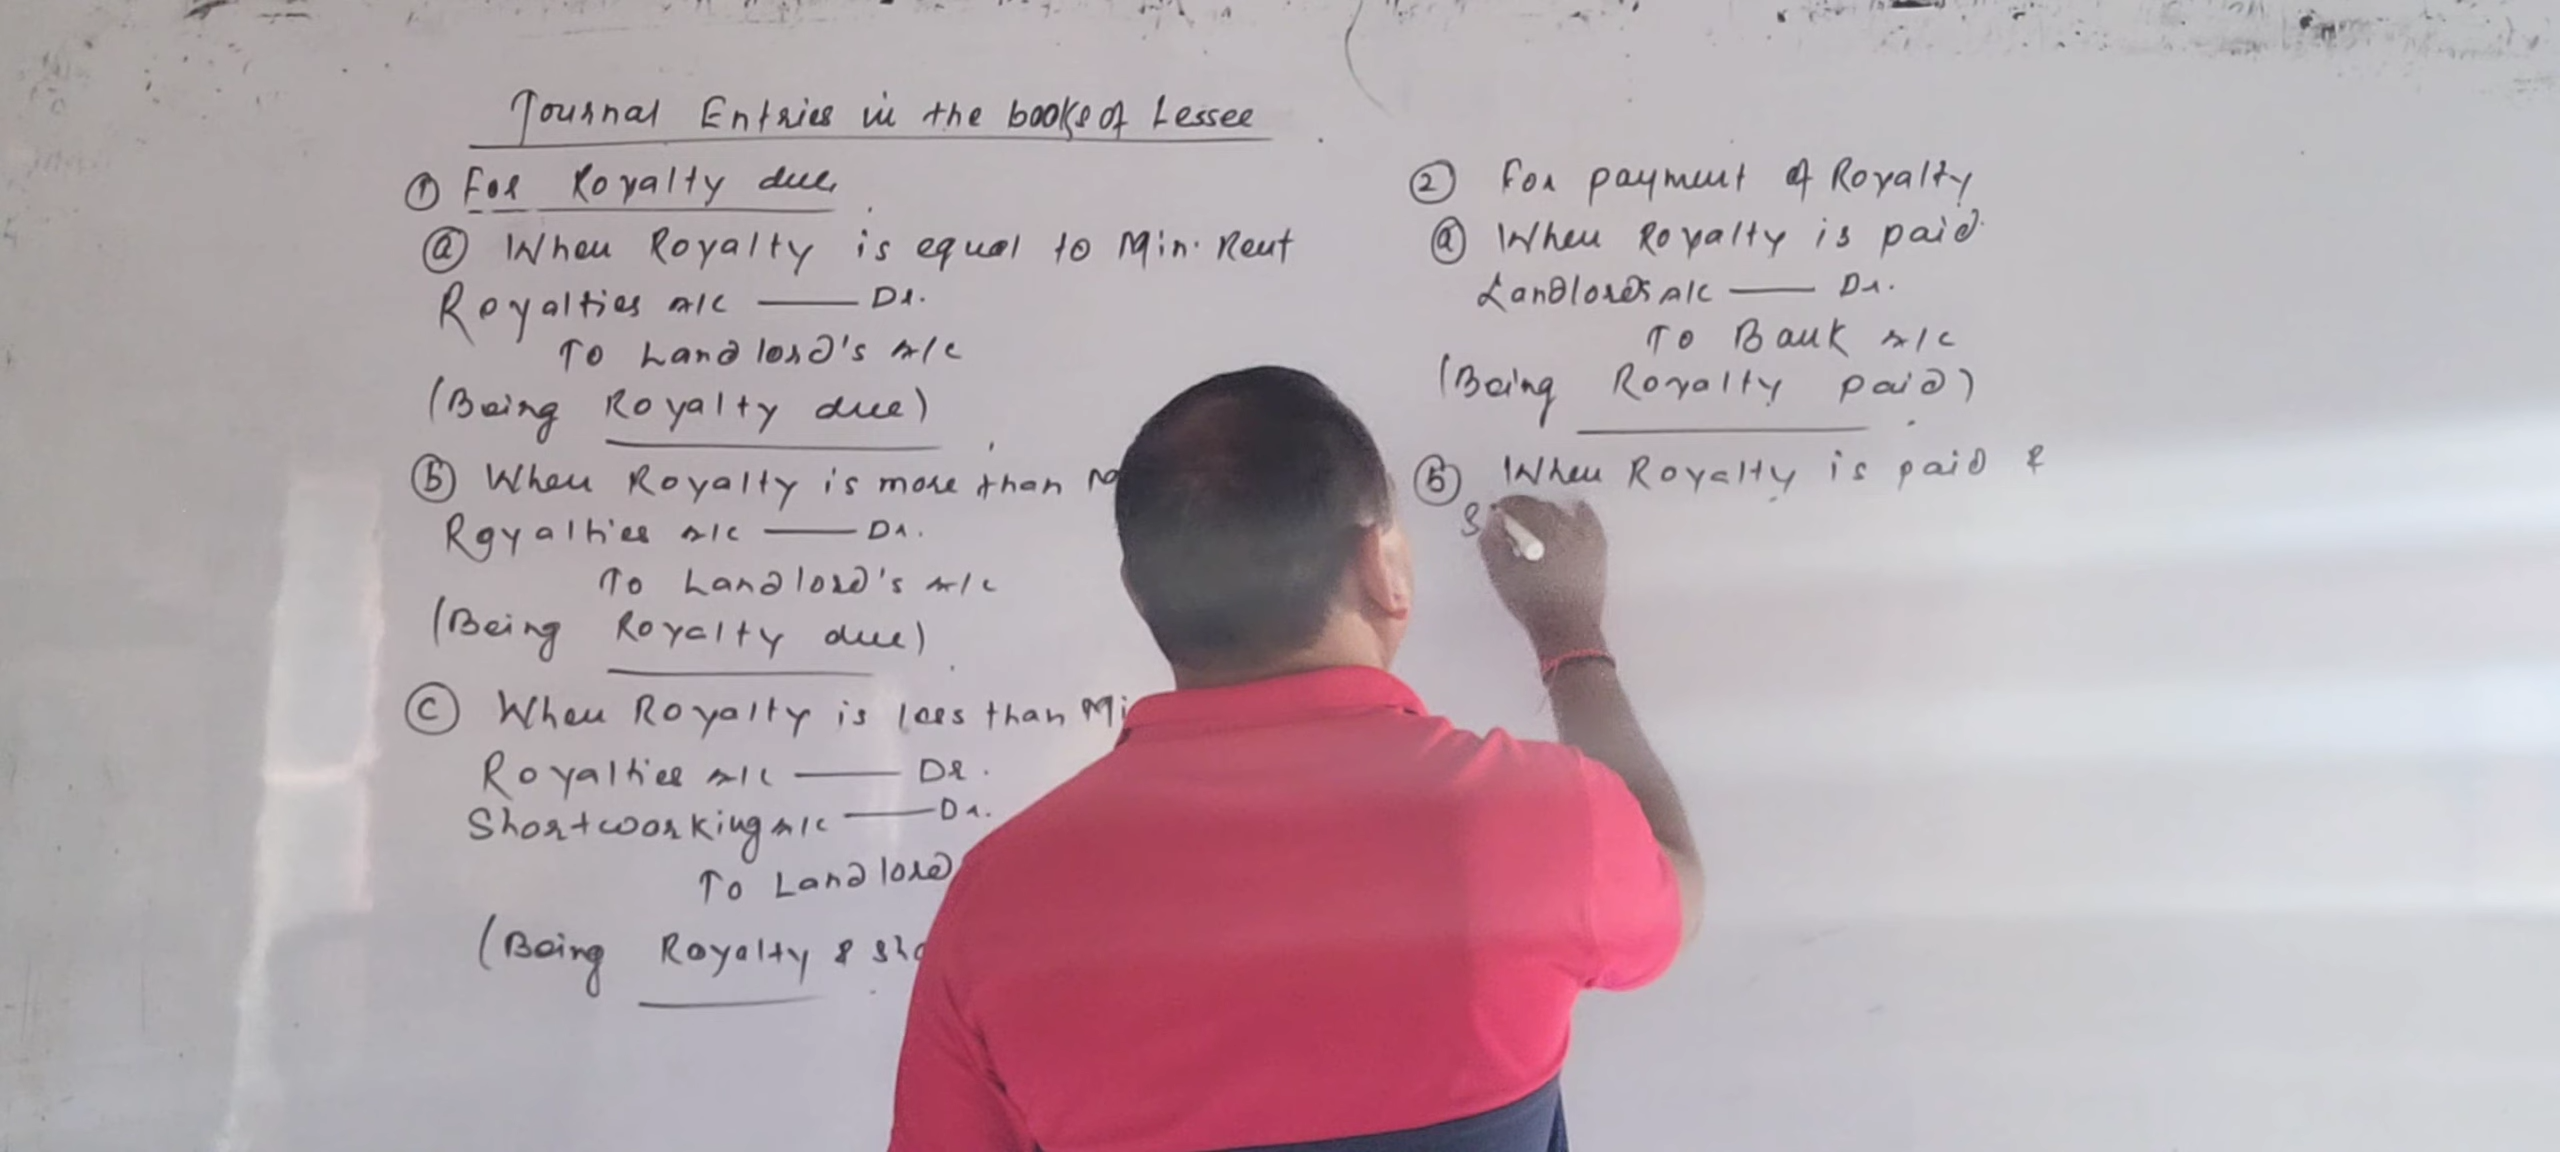 Journal Entries in the books of Lessee
① For Royalty due
ⓐ When Royalty is equal to Min. Rent
Royalties A/c —— Dr.
To Landlord's A/c
(Being Royalty due)
ⓑ When Royalty is more than
Royalties A/c —— Dr.
To Landlord's A/c
(Being Royalty due)
ⓒ When Royalty is less than Mi
Royalties A/c —— Dr.
Shortworking A/c —— Dr.
To Landlord
(Being Royalty & sho
② For payment of Royalty
ⓐ When Royalty is paid
Landlord's A/c —— Dr.
To Bank A/c
(Being Royalty paid)
ⓑ When Royalty is paid &